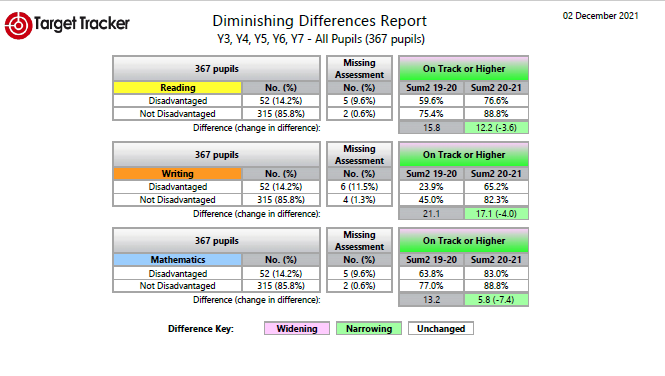 Target Tracker
Diminishing Differences Report
02 December 2021
Y3, Y4, Y5, Y6, Y7 - All Pupils (367 pupils)
367 pupils Missing Assessment On Track or Higher
Reading No. (%) No. (%) Sum2 19-20 Sum2 20-21
Disadvantaged 52 (14.2%) 5 (9.6%) 59.6% 76.6%
Not Disadvantaged 315 (85.8%) 2 (0.6%) 75.4% 88.8%
Difference (change in difference): 15.8 12.2 (-3.6)
367 pupils Missing Assessment On Track or Higher
Writing No. (%) No. (%) Sum2 19-20 Sum2 20-21
Disadvantaged 52 (14.2%) 6 (11.5%) 23.9% 65.2%
Not Disadvantaged 315 (85.8%) 4 (1.3%) 45.0% 82.3%
Difference (change in difference): 21.1 17.1 (-4.0)
367 pupils Missing Assessment On Track or Higher
Mathematics No. (%) No. (%) Sum2 19-20 Sum2 20-21
Disadvantaged 52 (14.2%) 5 (9.6%) 63.8% 83.0%
Not Disadvantaged 315 (85.8%) 2 (0.6%) 77.0% 88.8%
Difference (change in difference): 13.2 5.8 (-7.4)
Difference Key: Widening Narrowing Unchanged